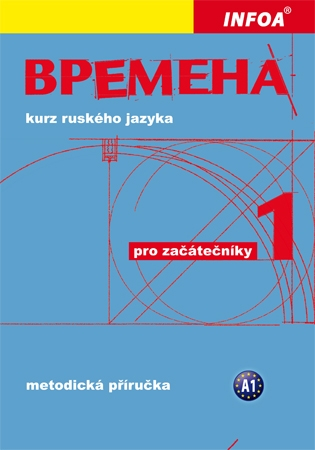 INFOA®
ВРЕМЕНА
kurz ruského jazyka
pro začátečníky 1
metodická příručka
A1